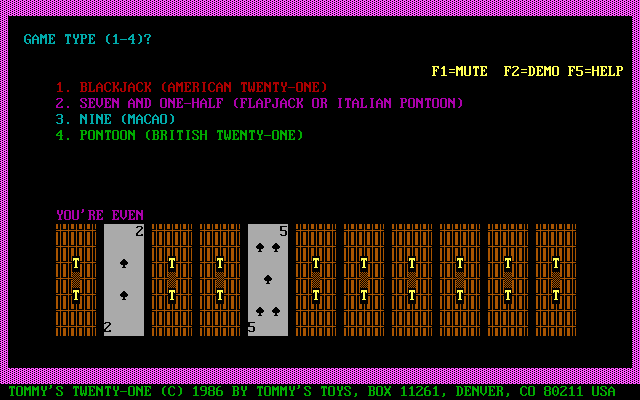 GAME TYPE (1-4)?
F1=MUTE F2=DEMO F5=HELP
1. BLACKJACK (AMERICAN TWENTY-ONE)
2. SEVEN AND ONE-HALF (FLAPJACK OR ITALIAN PONTOON)
3. NINE (MACAO)
4. PONTOON (BRITISH TWENTY-ONE)
YOU'RE EVEN
2 5
T T T T T T T T T
T T T T T T T T T
2 5
TOMMY'S TWENTY-ONE (C) 1986 BY TOMMY'S TOYS, BOX 11261, DENVER, CO 80211 USA